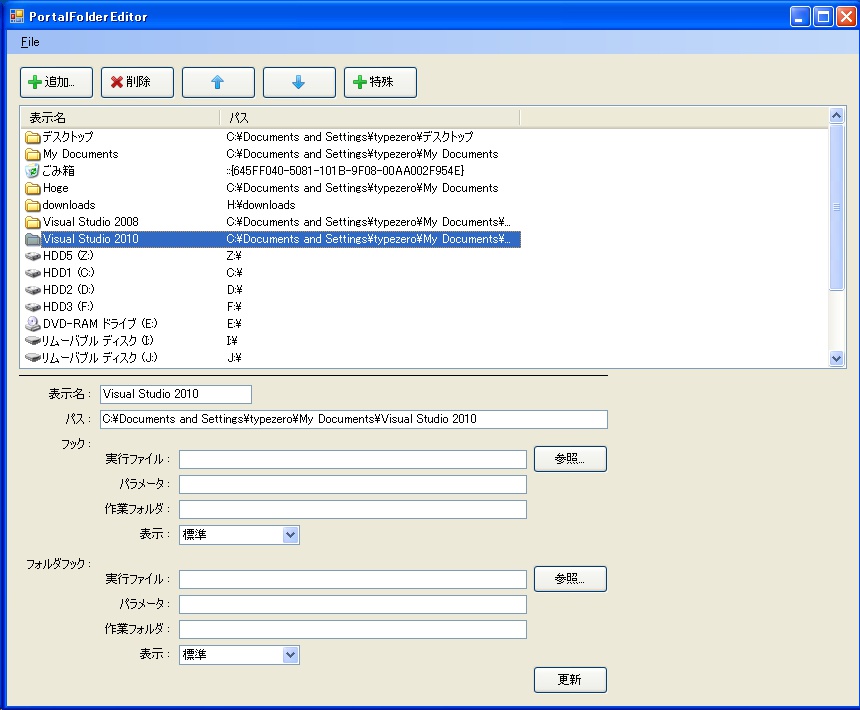 PortalFolderEditor
File
追加... 削除 特殊
表示名 パス
デスクトップ C:¥Documents and Settings¥typezero¥デスクトップ
My Documents C:¥Documents and Settings¥typezero¥My Documents
ごみ箱 ::{645FF040-5081-101B-9F08-00AA002F954E}
Hoge C:¥Documents and Settings¥typezero¥My Documents
downloads H:¥downloads
Visual Studio 2008 C:¥Documents and Settings¥typezero¥My Documents¥...
Visual Studio 2010 C:¥Documents and Settings¥typezero¥My Documents¥...
HDD5 (Z:) Z:¥
HDD1 (C:) C:¥
HDD2 (D:) D:¥
HDD3 (F:) F:¥
DVD-RAM ドライブ (E:) E:¥
リムーバブル ディスク (I:) I:¥
リムーバブル ディスク (J:) J:¥
表示名 : Visual Studio 2010
パス : C:¥Documents and Settings¥typezero¥My Documents¥Visual Studio 2010
フック :
実行ファイル : 参照...
パラメータ :
作業フォルダ :
表示 : 標準
フォルダフック :
実行ファイル : 参照...
パラメータ :
作業フォルダ :
表示 : 標準
更新